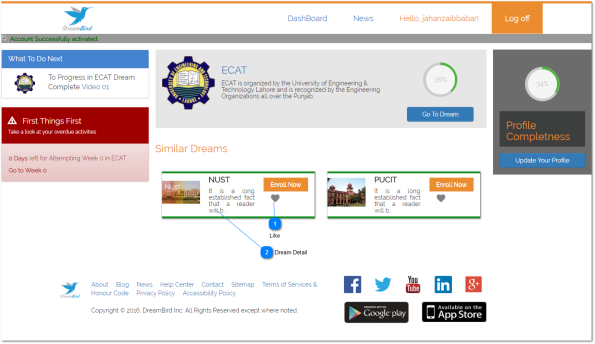 DreamBird
DashBoard
News
Hello, jahanzaibbabar!
Log off
Account Successfully activated.
What To Do Next
To Progress in ECAT Dream
Complete Video 01
First Things First
Take a look at your overdue activities
0 Days left for Attempting Week 0 in ECAT
Go to Week 0
ECAT
ECAT is organized by the University of Engineering &
Technology Lahore and is recognized by the Engineering
Organizations all over the Punjab
Go To Dream
34%
Profile
Completness
Update Your Profile
Similar Dreams
Nust
NUST
It is a long
established fact
that a reader
will b...
Enroll Now
PUCIT
It is a long
established fact
that a reader
will b...
Enroll Now
1
Like
2
Dream Detail
DreamBird
About Blog News Help Center Contact Sitemap Terms of Services &
Honour Code Privacy Policy Accessibility Policy
Copyright © 2016. DreamBird Inc. All Rights Reserved except where noted.
f
You
Tube
in
g+
ANDROID APP ON
Google play
Available on the
App Store